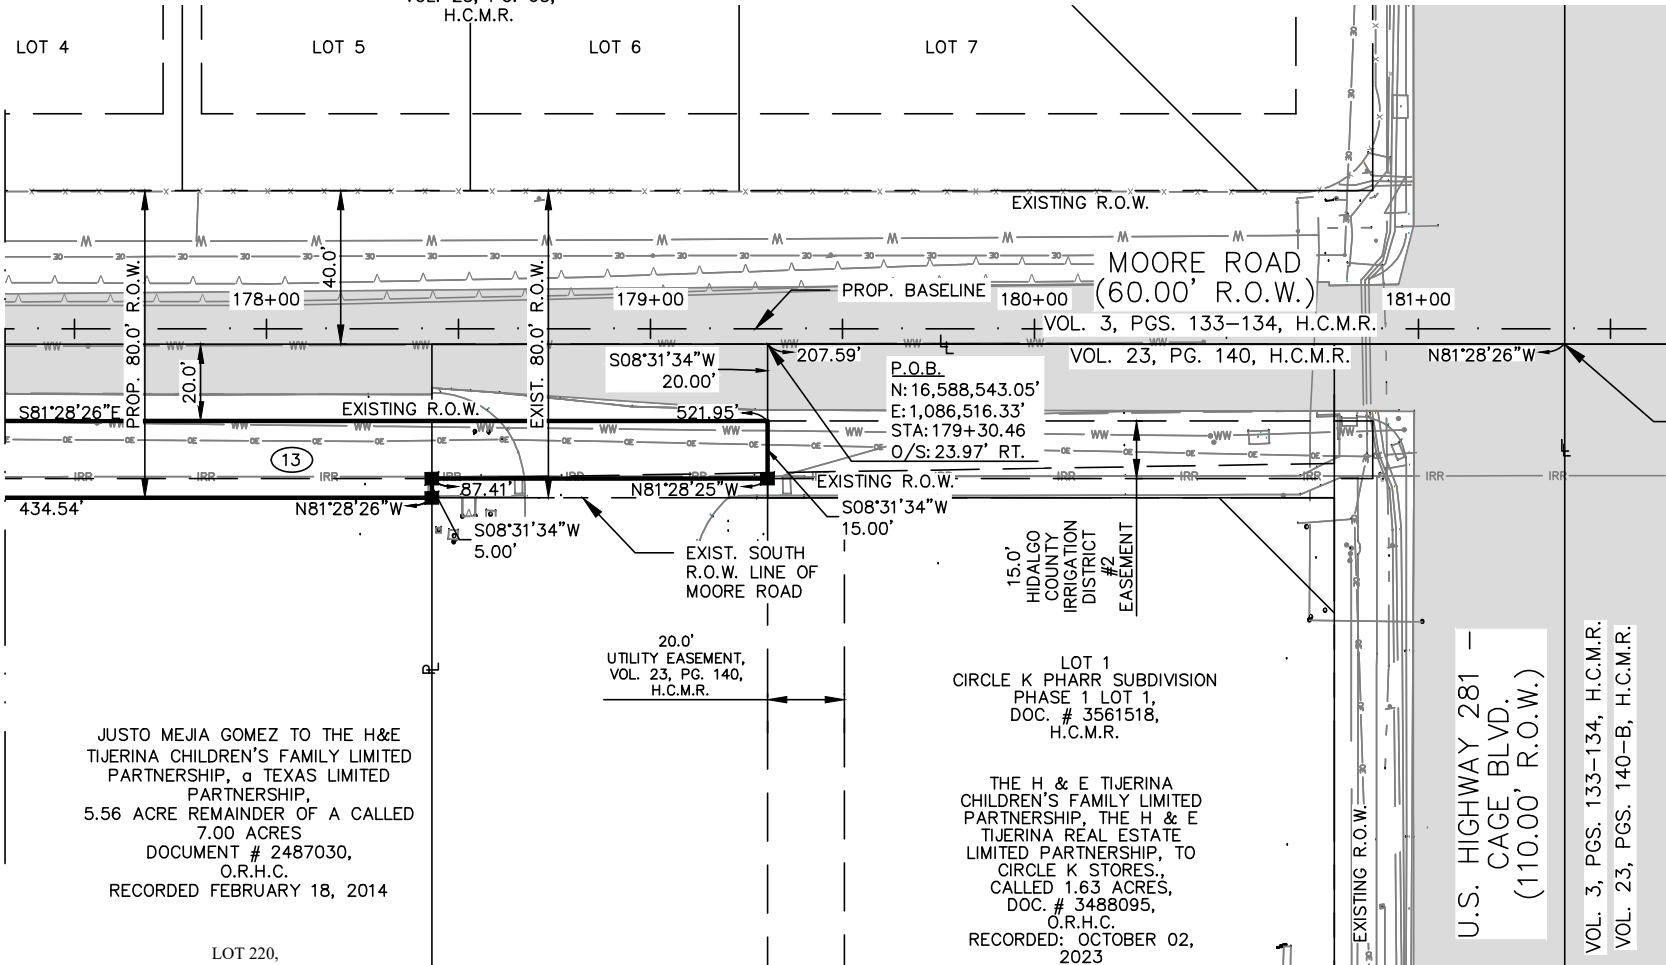 H.C.M.R.
LOT 4
LOT 5
LOT 6
LOT 7
EXISTING R.O.W.
MOORE ROAD
(60.00' R.O.W.)
VOL. 3, PGS. 133-134, H.C.M.R.
VOL. 23, PG. 140, H.C.M.R.
178+00
179+00
180+00
181+00
PROP. BASELINE
40.0'
20.0'
PROP. 80.0' R.O.W.
EXIST. 80.0' R.O.W.
S08°31'34"W
20.00'
207.59'
N81°28'26"W
P.O.B.
N:16,588,543.05'
E:1,086,516.33'
STA:179+30.46
O/S:23.97' RT.
S81°28'26"E
EXISTING R.O.W.
521.95'
13
87.41'
N81°28'25"W
EXISTING R.O.W.
434.54'
N81°28'26"W
S08°31'34"W
5.00'
S08°31'34"W
15.00'
EXIST. SOUTH
R.O.W. LINE OF
MOORE ROAD
15.0'
HIDALGO
COUNTY
IRRIGATION
DISTRICT
#2
EASEMENT
20.0'
UTILITY EASEMENT,
VOL. 23, PG. 140,
H.C.M.R.
LOT 1
CIRCLE K PHARR SUBDIVISION
PHASE 1 LOT 1,
DOC. # 3561518,
H.C.M.R.
JUSTO MEJIA GOMEZ TO THE H&E
TIJERINA CHILDREN'S FAMILY LIMITED
PARTNERSHIP, a TEXAS LIMITED
PARTNERSHIP,
5.56 ACRE REMAINDER OF A CALLED
7.00 ACRES
DOCUMENT # 2487030,
O.R.H.C.
RECORDED FEBRUARY 18, 2014
LOT 220,
THE H & E TIJERINA
CHILDREN'S FAMILY LIMITED
PARTNERSHIP, THE H & E
TIJERINA REAL ESTATE
LIMITED PARTNERSHIP, TO
CIRCLE K STORES.,
CALLED 1.63 ACRES,
DOC. # 3488095,
O.R.H.C.
RECORDED: OCTOBER 02,
2023
EXISTING R.O.W.
U.S. HIGHWAY 281 -
CAGE BLVD.
(110.00' R.O.W.)
VOL. 3, PGS. 133-134, H.C.M.R.
VOL. 23, PGS. 140-B, H.C.M.R.